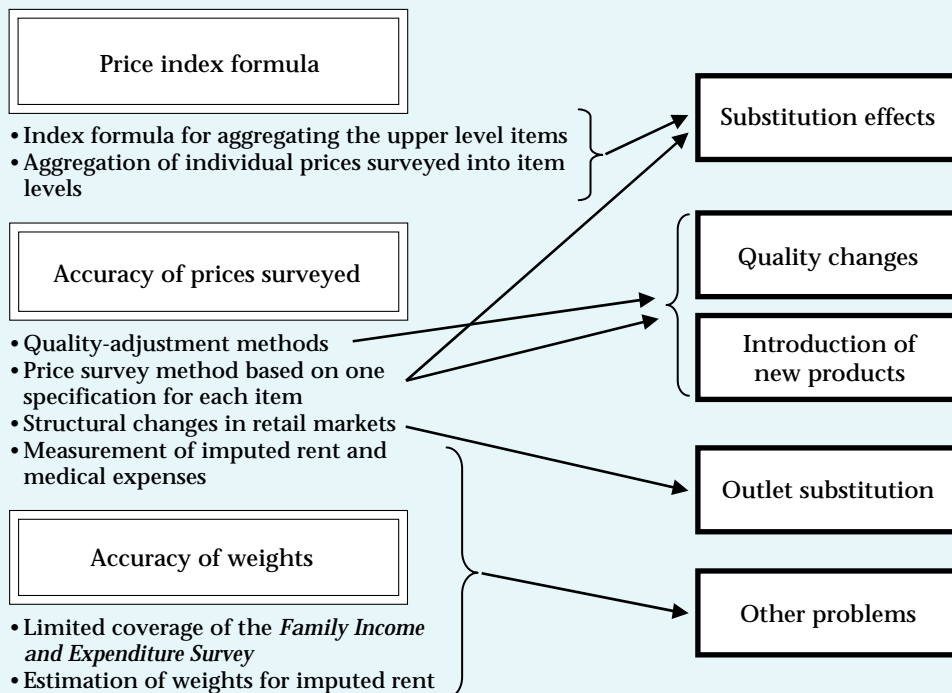 Price index formula
• Index formula for aggregating the upper level items
• Aggregation of individual prices surveyed into item
levels
Accuracy of prices surveyed
• Quality-adjustment methods
• Price survey method based on one
specification for each item
• Structural changes in retail markets
• Measurement of imputed rent and
medical expenses
Accuracy of weights
• Limited coverage of the Family Income
and Expenditure Survey
• Estimation of weights for imputed rent
Substitution effects
Quality changes
Introduction of
new products
Outlet substitution
Other problems